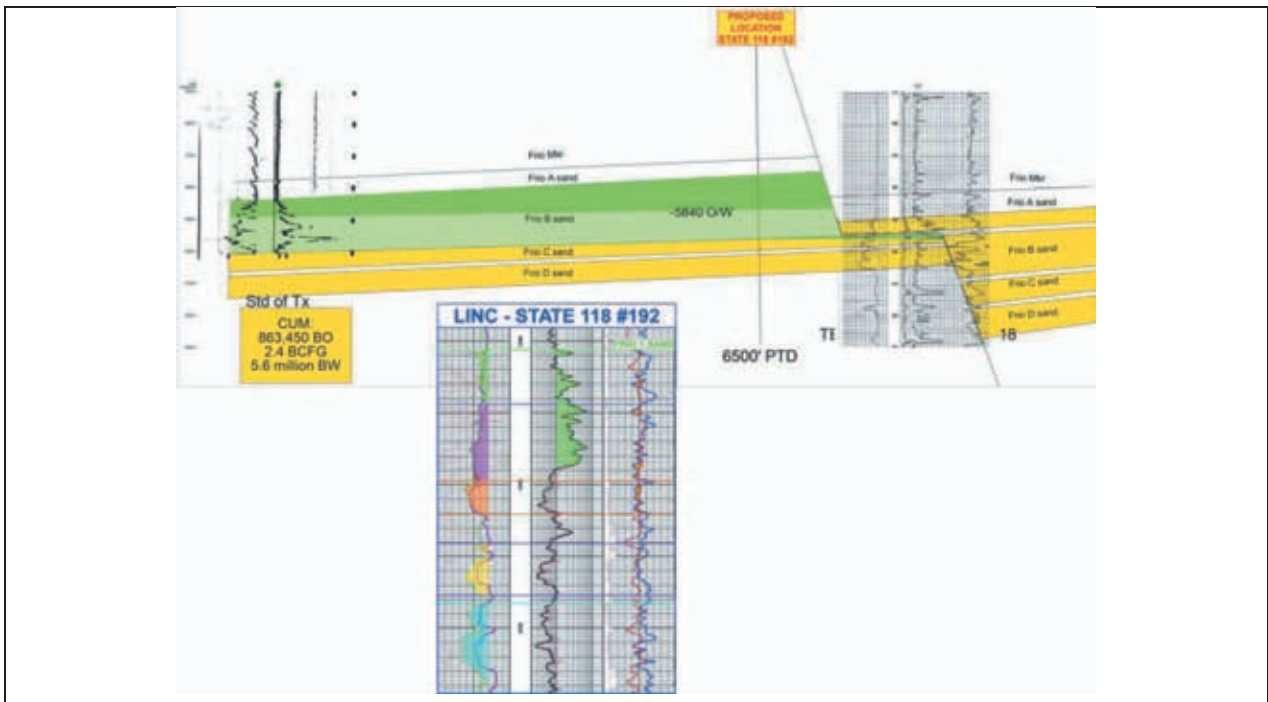 PROPOSED
LOCATION
STATE 118 #192
Frio Mkr
Frio A sand
Frio B sand
-5840 O/W
Frio C sand
Frio D sand
Frio Mkr
Frio A sand
Frio B sand
Frio C sand
Frio D sand
Std of Tx
CUM:
863,450 BO
2.4 BCFG
5.6 million BW
6500' PTD
TE
18
LINC - STATE 118 #192